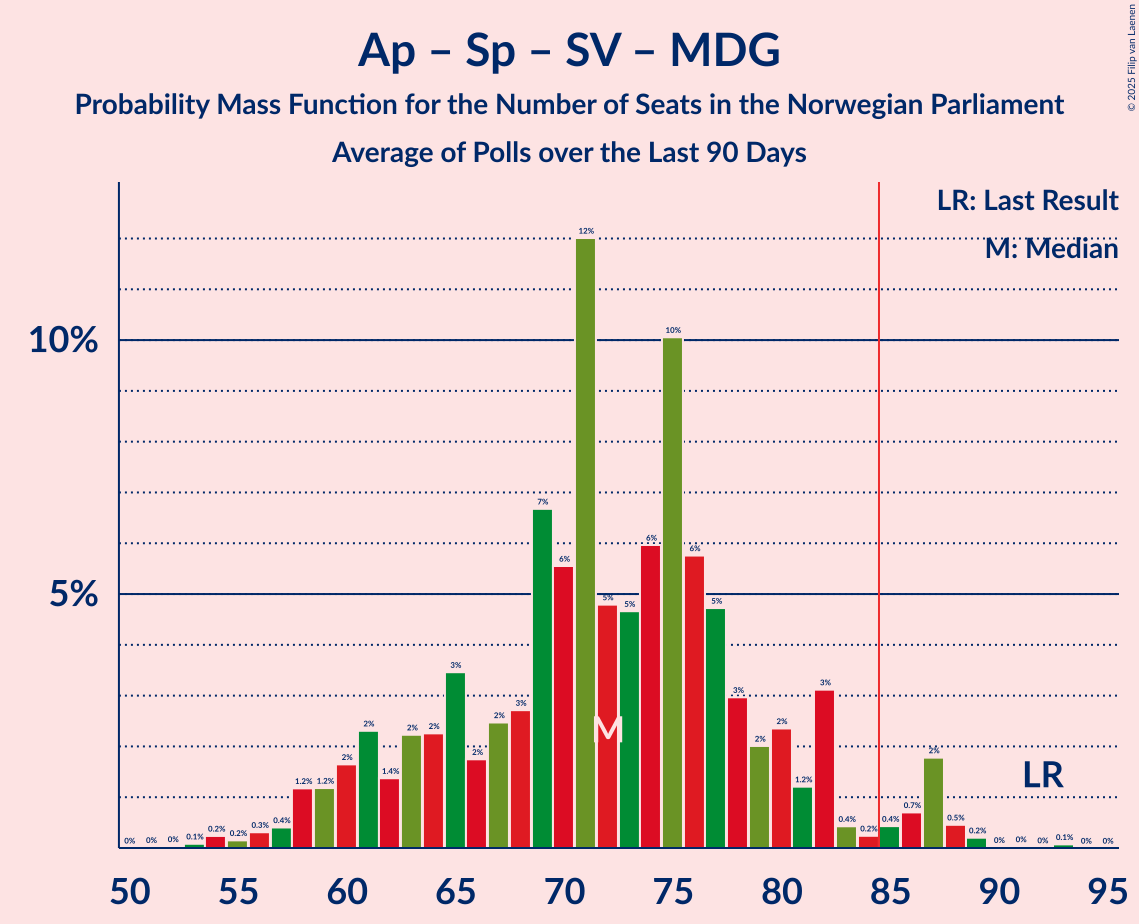 Ap – Sp – SV – MDG
Probability Mass Function for the Number of Seats in the Norwegian Parliament
Average of Polls over the Last 90 Days
© 2025 Filip van Laenen
LR: Last Result
M: Median
10%
5%
0% 0% 0% 0.1% 0.2% 0.2% 0.3% 0.4% 1.2% 1.2% 2% 2% 1.4% 2% 2% 3% 2% 2% 3% 7% 6% 12% 5% 5% 6% 10% 6% 5% 3% 2% 2% 1.2% 3% 0.4% 0.2% 0.4% 0.7% 2% 0.5% 0.2% 0% 0% 0% 0.1% 0% 0%
M
LR
50 55 60 65 70 75 80 85 90 95